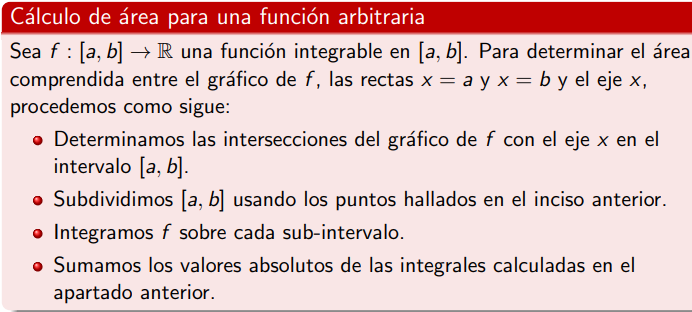 Cálculo de área para una función arbitraria
Sea f : [a, b] → ℝ una función integrable en [a, b]. Para determinar el área
comprendida entre el gráfico de f, las rectas x = a y x = b y el eje x,
procedemos como sigue:
Determinamos las intersecciones del gráfico de f con el eje x en el
intervalo [a, b].
Subdividimos [a, b] usando los puntos hallados en el inciso anterior.
Integramos f sobre cada sub-intervalo.
Sumamos los valores absolutos de las integrales calculadas en el
apartado anterior.